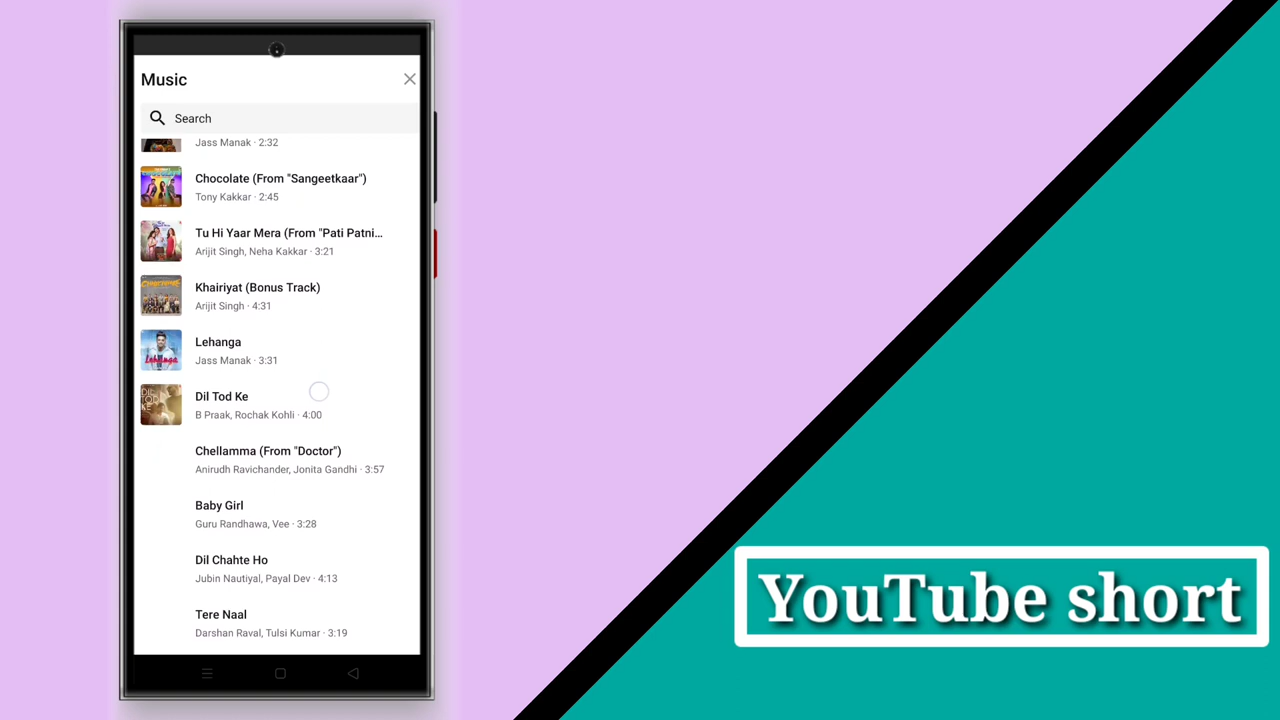 Music
Search
Jass Manak · 2:32
Chocolate (From "Sangeetkaar")
Tony Kakkar · 2:45
Tu Hi Yaar Mera (From "Pati Patni...
Arijit Singh, Neha Kakkar · 3:21
Khairiyat (Bonus Track)
Arijit Singh · 4:31
Lehanga
Jass Manak · 3:31
Dil Tod Ke
B Praak, Rochak Kohli · 4:00
Chellamma (From "Doctor")
Anirudh Ravichander, Jonita Gandhi · 3:57
Baby Girl
Guru Randhawa, Vee · 3:28
Dil Chahte Ho
Jubin Nautiyal, Payal Dev · 4:13
Tere Naal
Darshan Raval, Tulsi Kumar · 3:19
YouTube short